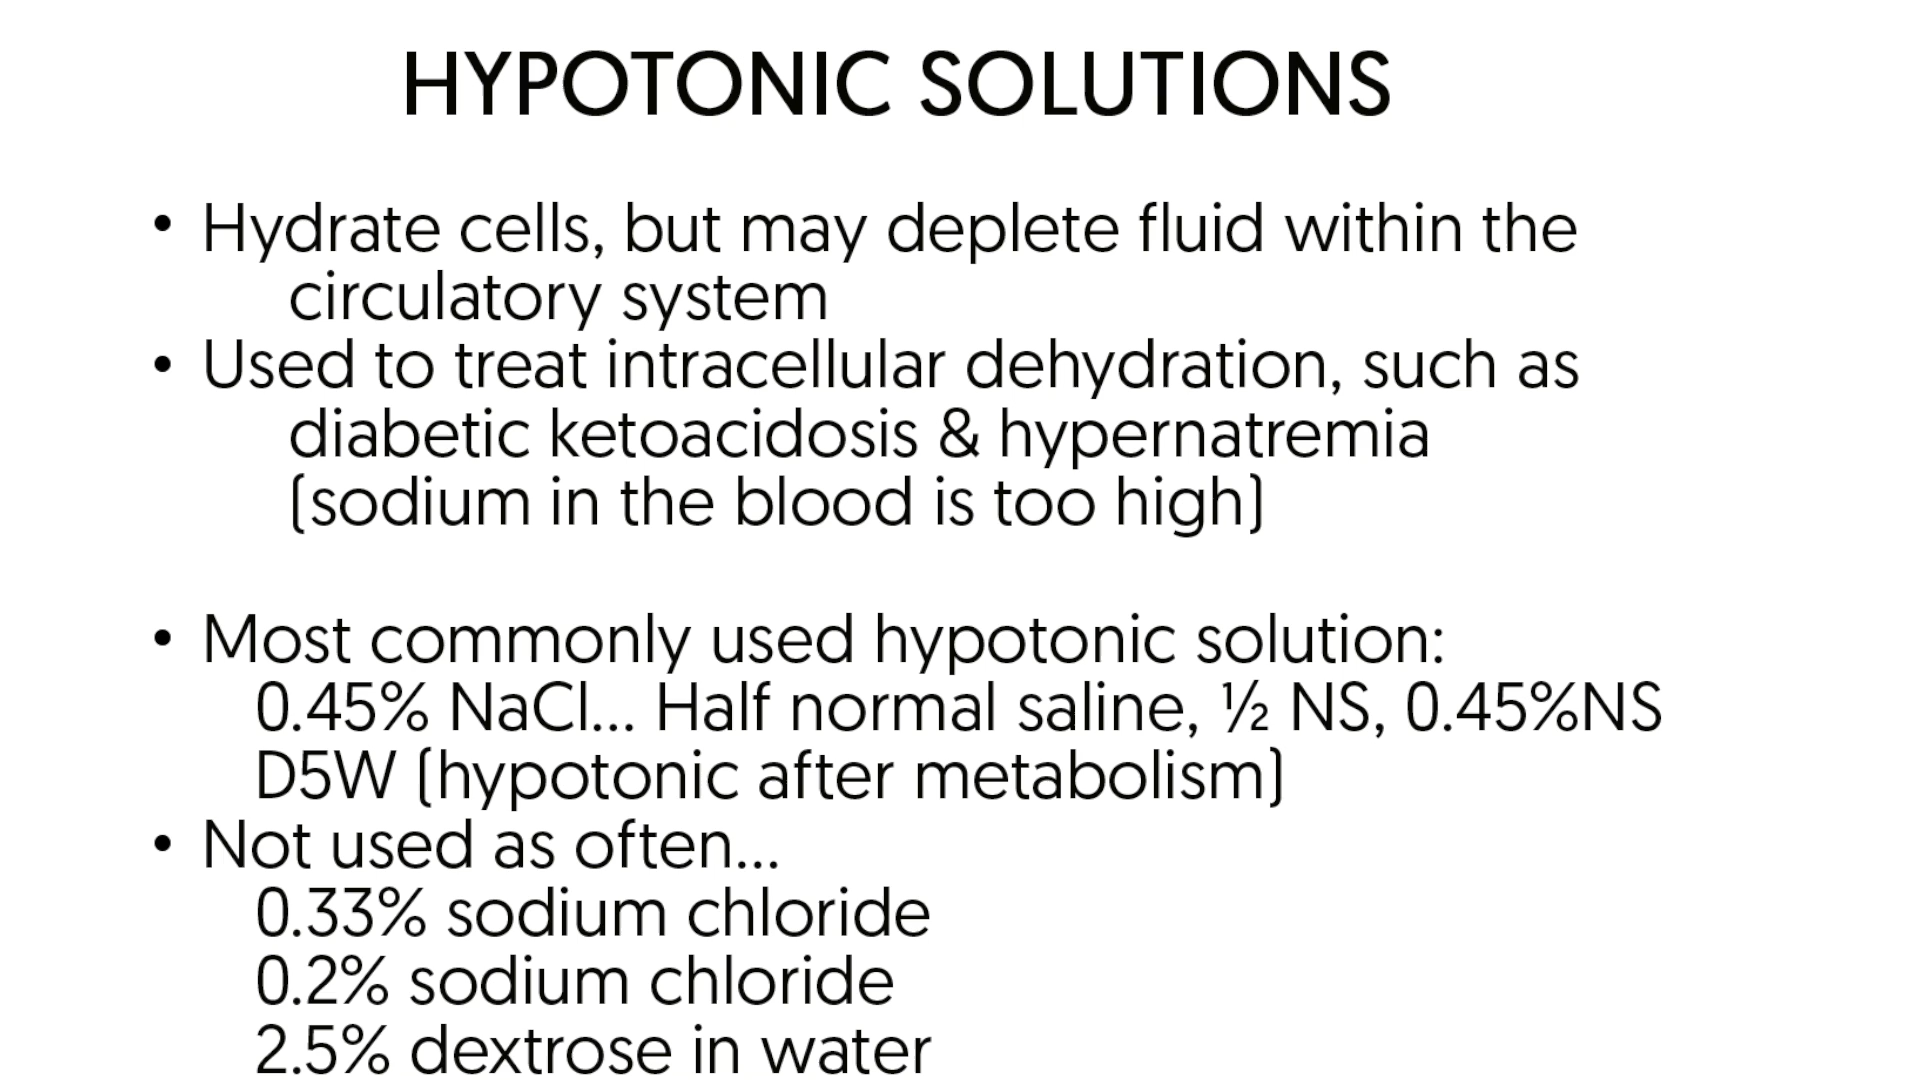 HYPOTONIC SOLUTIONS
• Hydrate cells, but may deplete fluid within the
circulatory system
• Used to treat intracellular dehydration, such as
diabetic ketoacidosis & hypernatremia
(sodium in the blood is too high)
• Most commonly used hypotonic solution:
0.45% NaCl... Half normal saline, ½ NS, 0.45%NS
D5W (hypotonic after metabolism)
• Not used as often...
0.33% sodium chloride
0.2% sodium chloride
2.5% dextrose in water